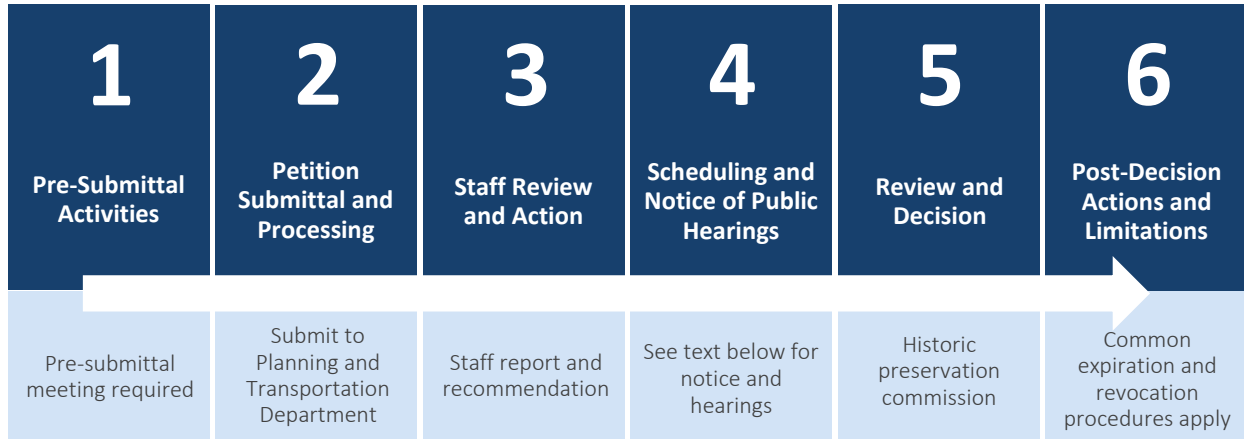 1
Pre-Submittal
Activities
Pre-submittal
meeting required
2
Petition
Submittal and
Processing
Submit to
Planning and
Transportation
Department
3
Staff Review
and Action
Staff report and
recommendation
4
Scheduling and
Notice of Public
Hearings
See text below for
notice and
hearings
5
Review and
Decision
Historic
preservation
commission
6
Post-Decision
Actions and
Limitations
Common
expiration and
revocation
procedures apply